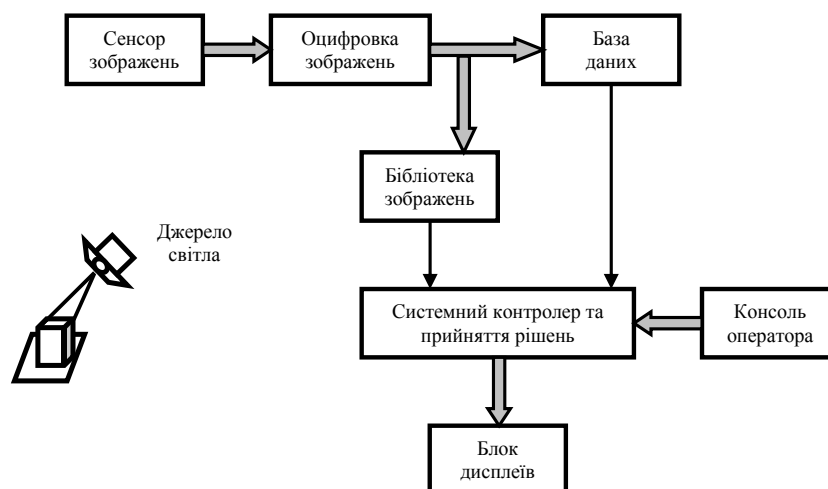 Сенсор
зображень
Оцифровка
зображень
База
даних
Бібліотека
зображень
Джерело
світла
Системний контролер та
прийняття рішень
Консоль
оператора
Блок
дисплеїв